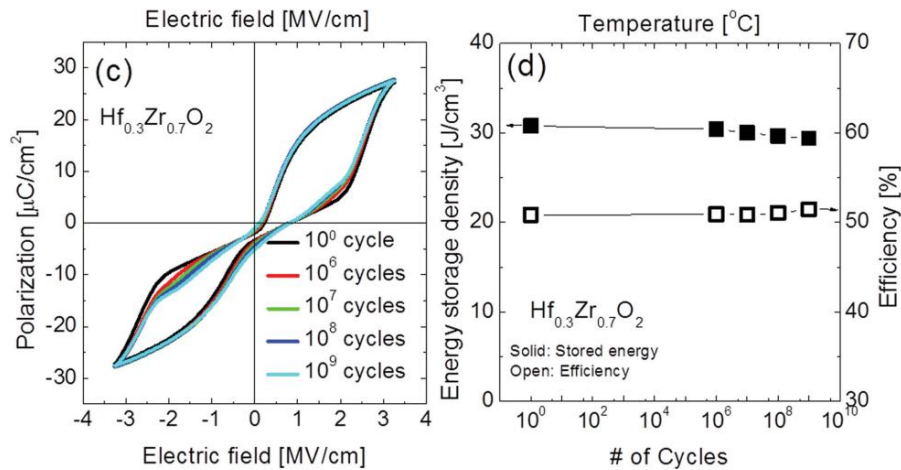 Electric field [MV/cm]
Temperature [°C]
(c)
Hf0.3Zr0.7O2
Polarization [μC/cm2]
30
20
10
0
-10
-20
-30
10⁰ cycle
10⁶ cycles
10⁷ cycles
10⁸ cycles
10⁹ cycles
-4 -3 -2 -1 0 1 2 3 4
Electric field [MV/cm]
(d)
Energy storage density [J/cm3]
40
30
20
10
0
Hf0.3Zr0.7O2
Solid: Stored energy
Open: Efficiency
70
60
50
40
30
Efficiency [%]
10⁰ 10² 10⁴ 10⁶ 10⁸ 10¹⁰
# of Cycles